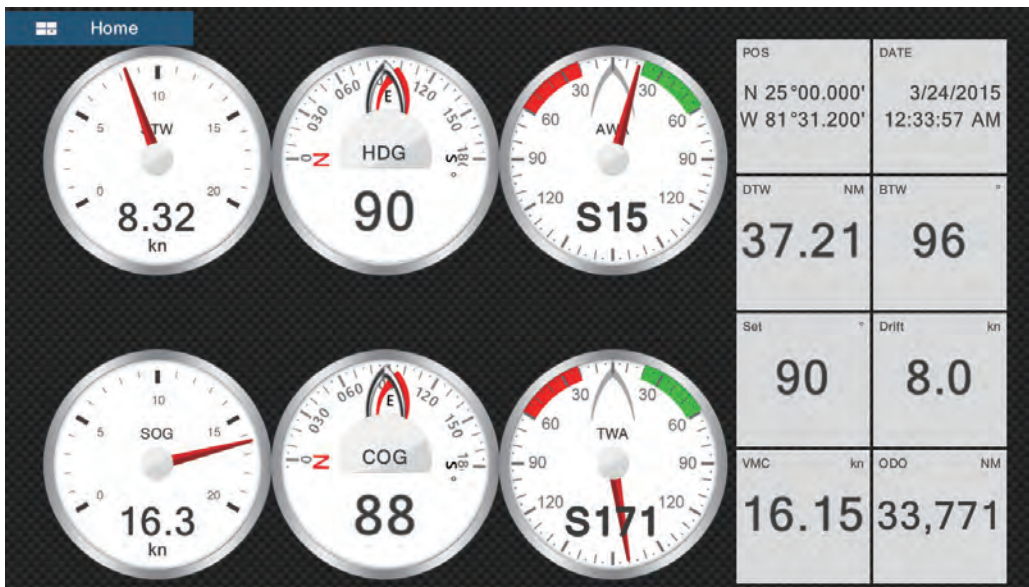 Home
10
5
STW
15
0
20
8.32
kn
060
E
120
030
150
0
N
HDG
S
180
°
90
30
30
60
AWA
60
90
90
120
120
S15
POS
N 25°00.000'
W 81°31.200'
DATE
3/24/2015
12:33:57 AM
DTW NM
37.21
BTW °
96
Set °
90
Drift kn
8.0
10
5
SOG
15
0
20
16.3
kn
060
E
120
030
150
0
N
COG
S
180
°
88
30
30
60
TWA
60
90
90
120
120
S171
VMC kn
16.15
ODO NM
33,771